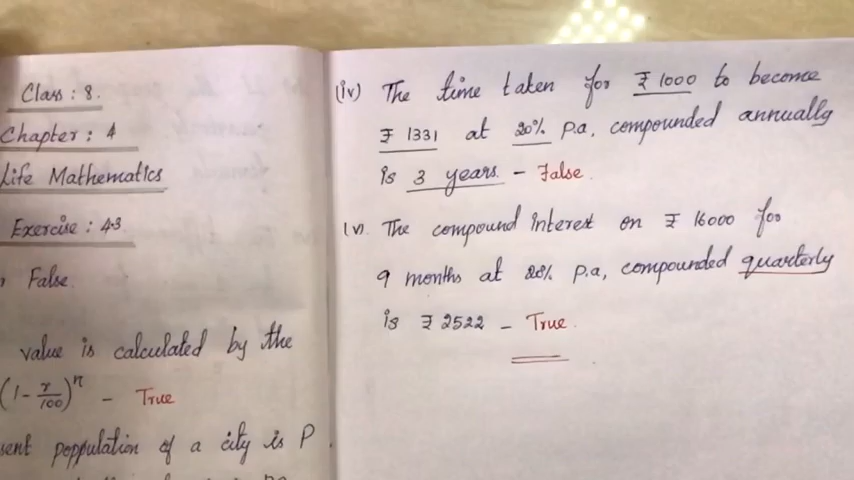 Class : 8.
Chapter : 4
Life Mathematics
Exercise : 4.3
False.
value is calculated by the
(1 - r/100)^n - True
sent poppulation of a city is P.
(iv) The time taken for ₹ 1000 to become
₹ 1331 at 20% p.a, compounded annually
is 3 years. - False.
(v). The compound interest on ₹ 16000 for
9 months at 20% p.a, compounded quarterly
is ₹ 2522 - True.